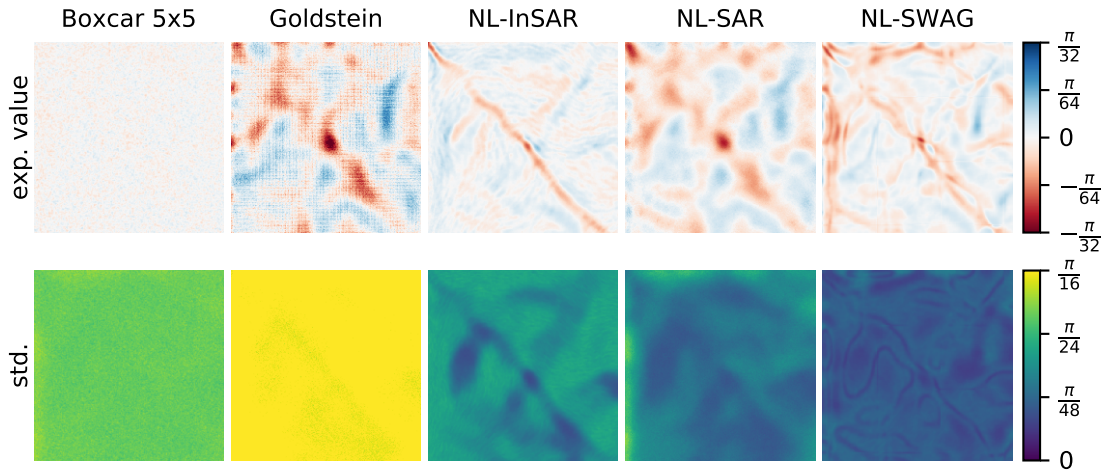 Boxcar 5x5 Goldstein NL-InSAR NL-SAR NL-SWAG
exp. value
π/32
π/64
0
−π/64
−π/32
std.
π/16
π/24
π/48
0